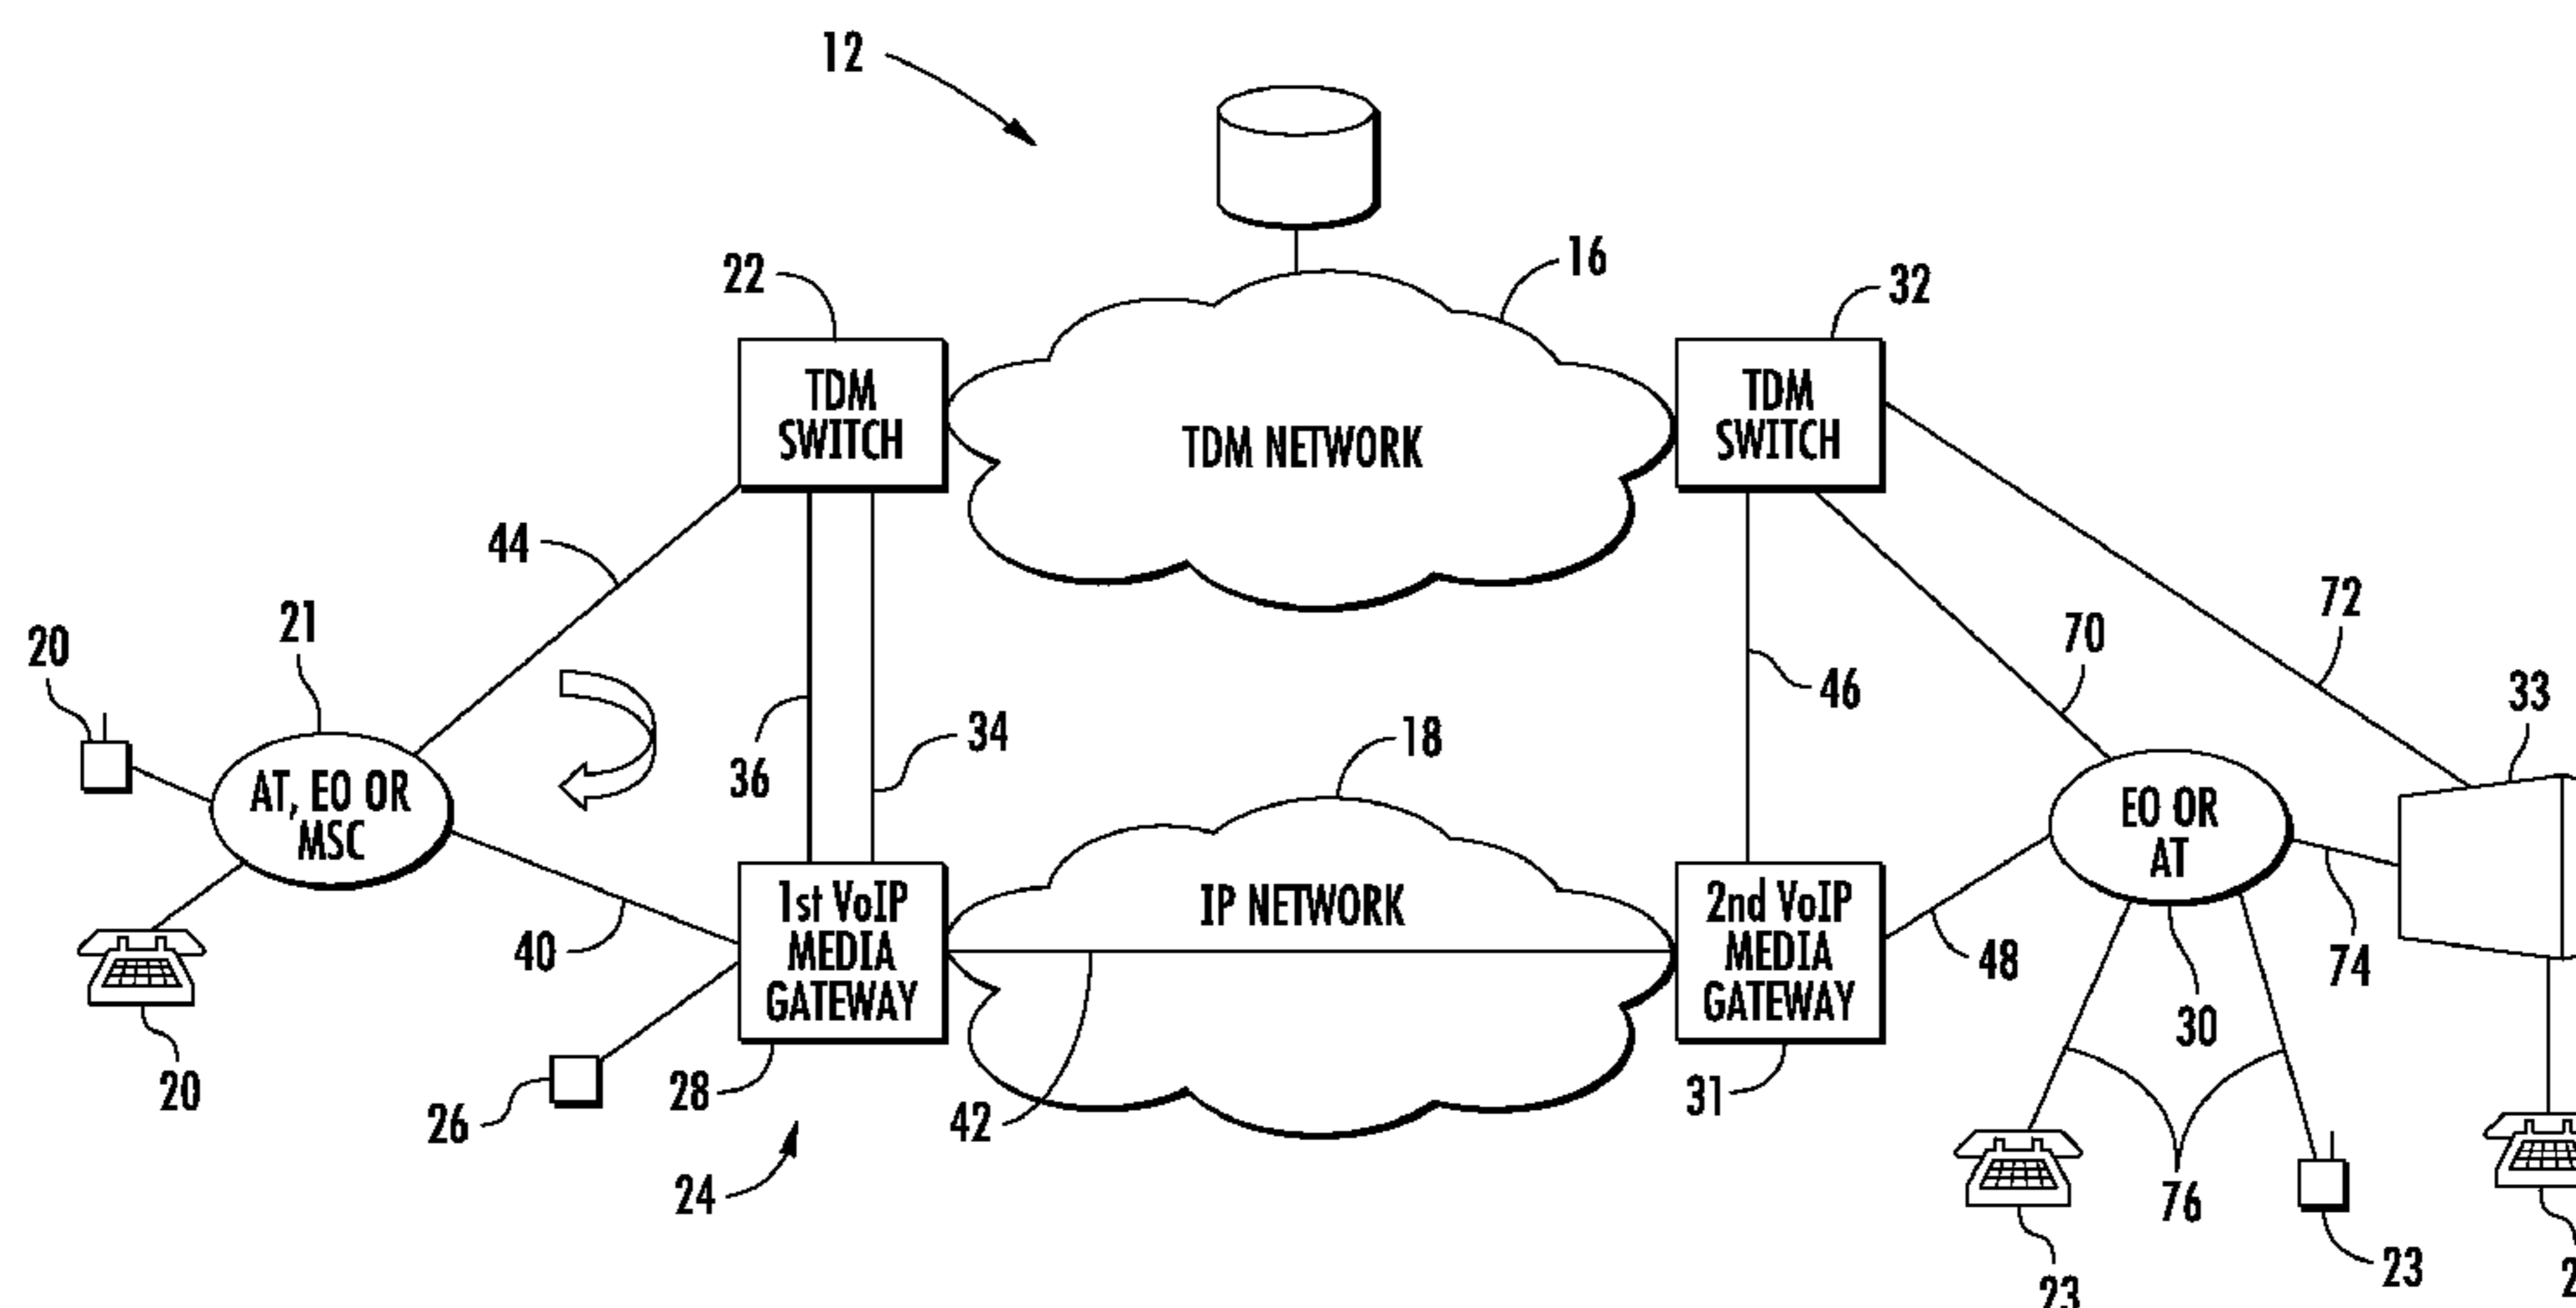 12
16
22
32
TDM
SWITCH
TDM NETWORK
TDM
SWITCH
44
72
21
20
70
46
33
36
34
18
AT, EO OR
MSC
EO OR
AT
1st VoIP
MEDIA
GATEWAY
IP NETWORK
2nd VoIP
MEDIA
GATEWAY
40
48
74
30
20
26
28
42
31
24
76
23
23